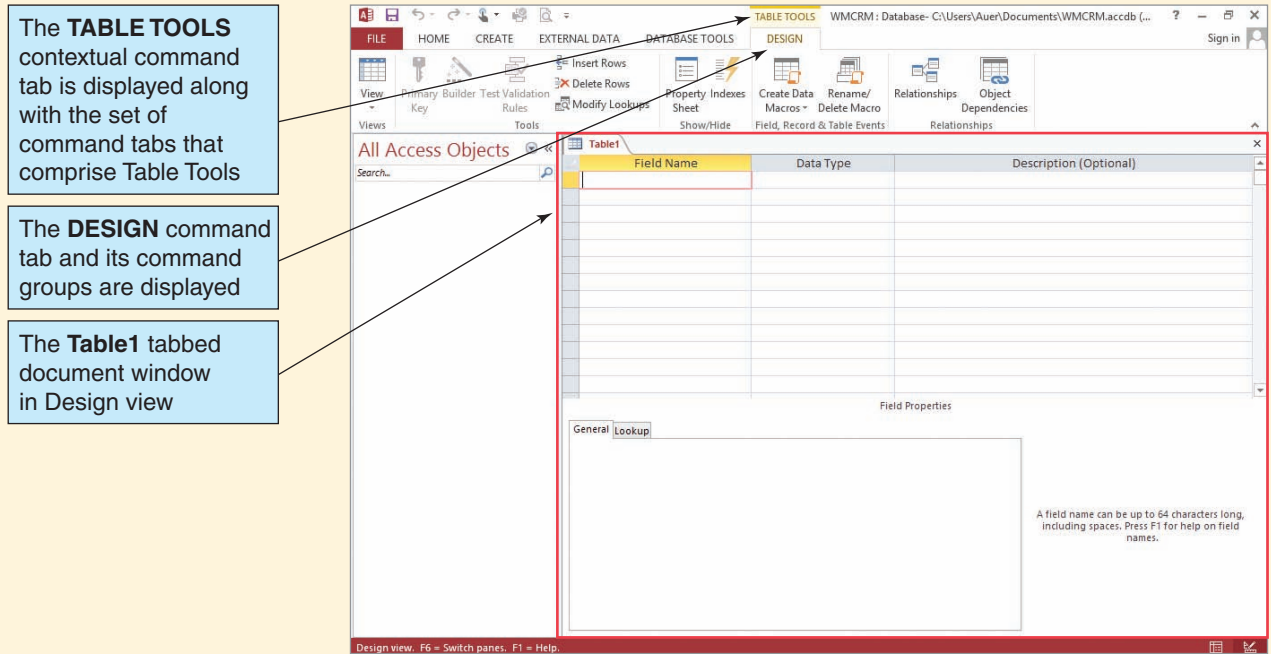 The TABLE TOOLS
contextual command
tab is displayed along
with the set of
command tabs that
comprise Table Tools
The DESIGN command
tab and its command
groups are displayed
The Table1 tabbed
document window
in Design view
TABLE TOOLS WMCRM : Database- C:\Users\Auer\Documents\WMCRM.accdb (...
FILE HOME CREATE EXTERNAL DATA DATABASE TOOLS DESIGN Sign in
View
Primary Key
Builder
Test Validation Rules
Insert Rows
Delete Rows
Modify Lookups
Property Sheet
Indexes
Create Data Macros
Rename/ Delete Macro
Relationships
Object Dependencies
Views Tools Show/Hide Field, Record & Table Events Relationships
All Access Objects
Search...
Table1
Field Name Data Type Description (Optional)
Field Properties
General Lookup
A field name can be up to 64 characters long,
including spaces. Press F1 for help on field
names.
Design view. F6 = Switch panes. F1 = Help.